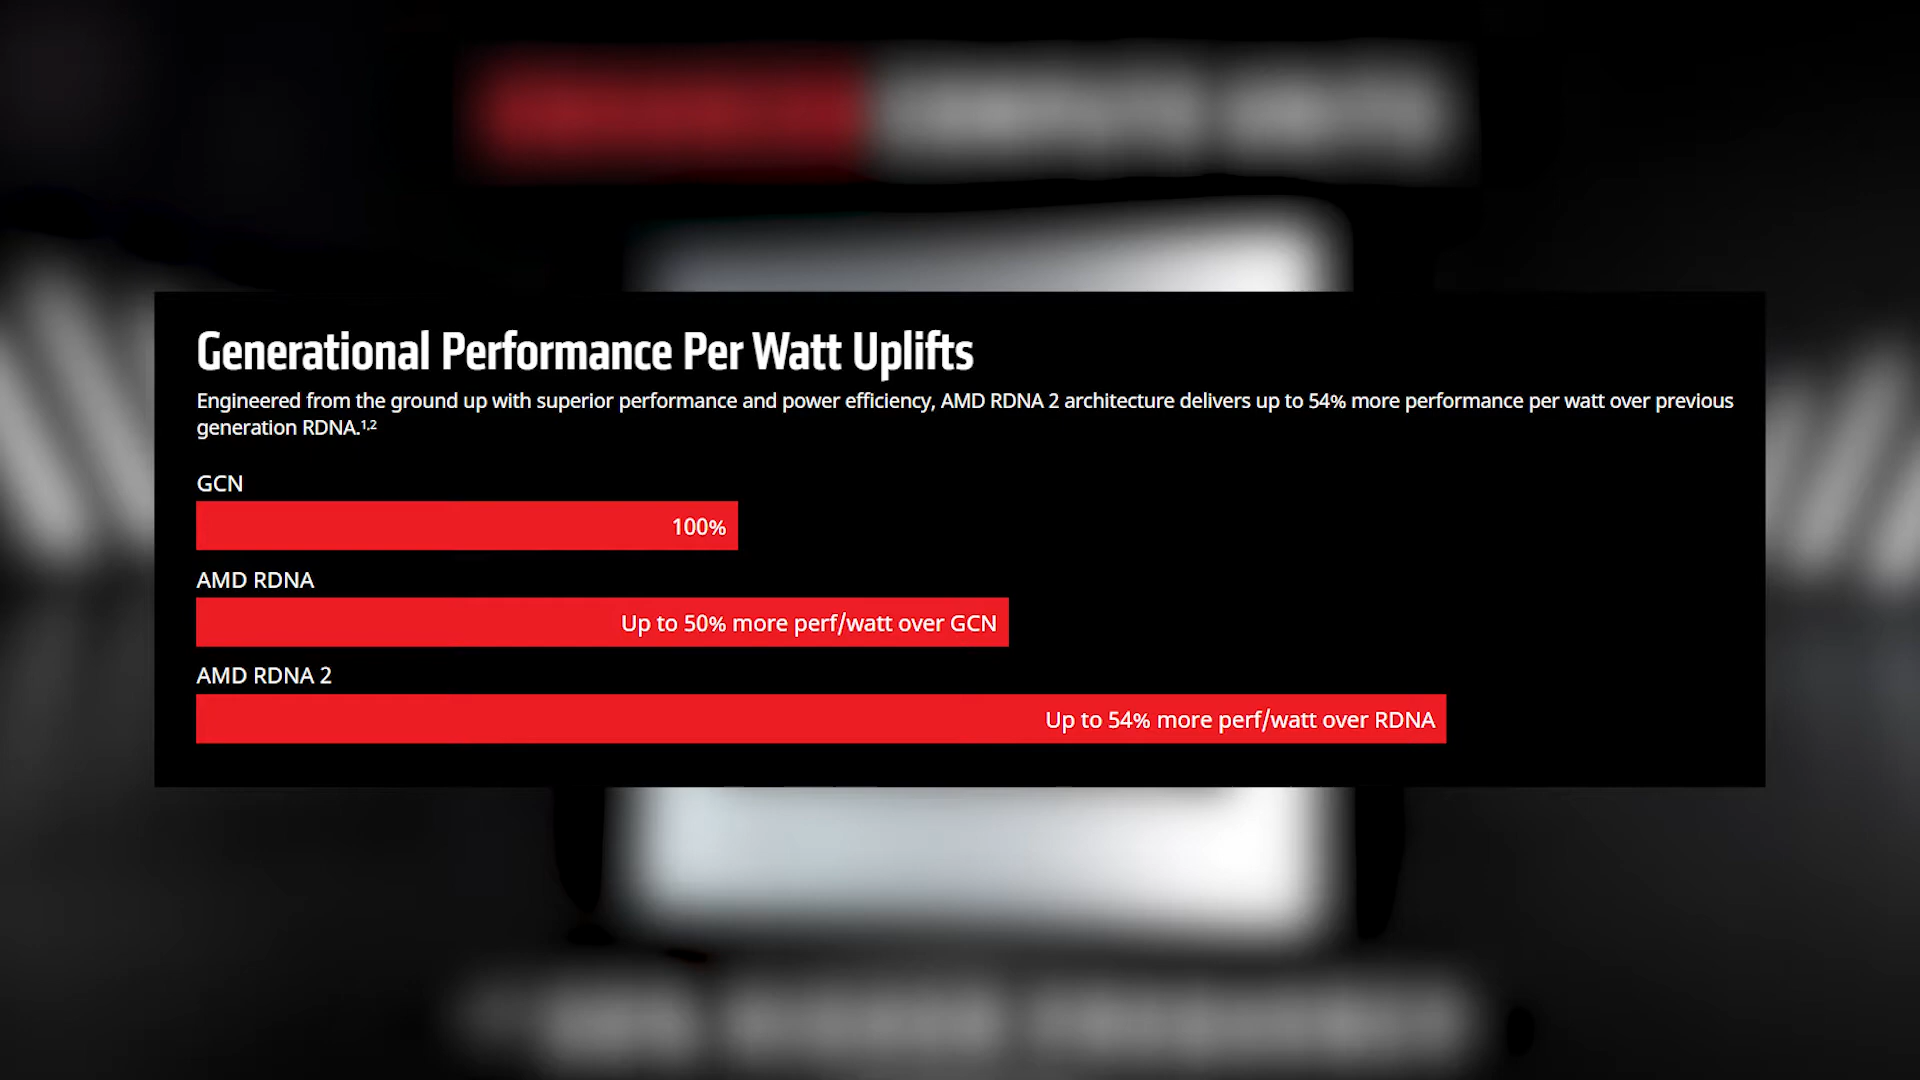 Generational Performance Per Watt Uplifts
Engineered from the ground up with superior performance and power efficiency, AMD RDNA 2 architecture delivers up to 54% more performance per watt over previous
generation RDNA.¹,²
GCN
100%
AMD RDNA
Up to 50% more perf/watt over GCN
AMD RDNA 2
Up to 54% more perf/watt over RDNA